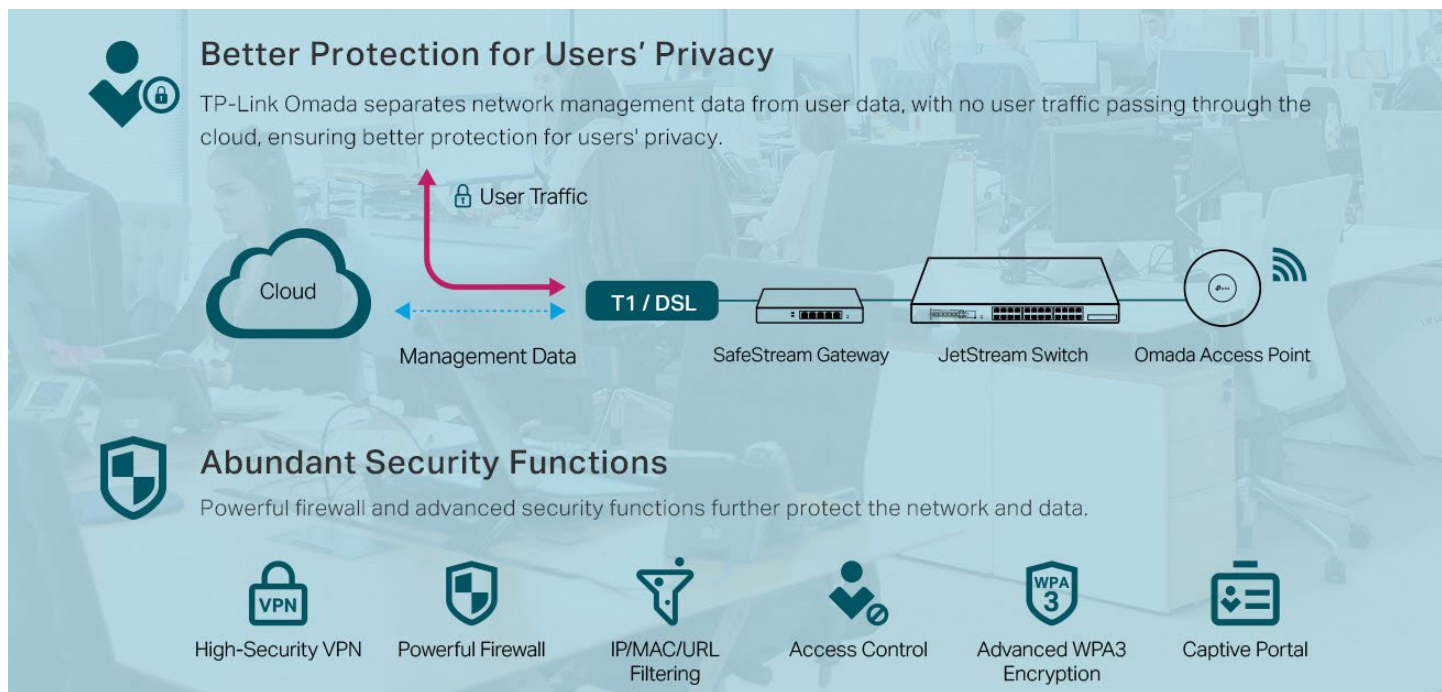 Better Protection for Users’ Privacy
TP-Link Omada separates network management data from user data, with no user traffic passing through the
cloud, ensuring better protection for users' privacy.
User Traffic
Cloud
T1 / DSL
Management Data
SafeStream Gateway
JetStream Switch
Omada Access Point
Abundant Security Functions
Powerful firewall and advanced security functions further protect the network and data.
VPN
WPA
3
High-Security VPN
Powerful Firewall
IP/MAC/URL
Filtering
Access Control
Advanced WPA3
Encryption
Captive Portal